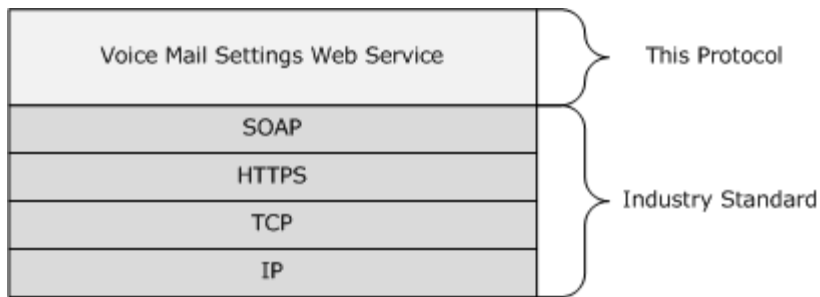 Voice Mail Settings Web Service
This Protocol
SOAP
HTTPS
TCP
IP
Industry Standard